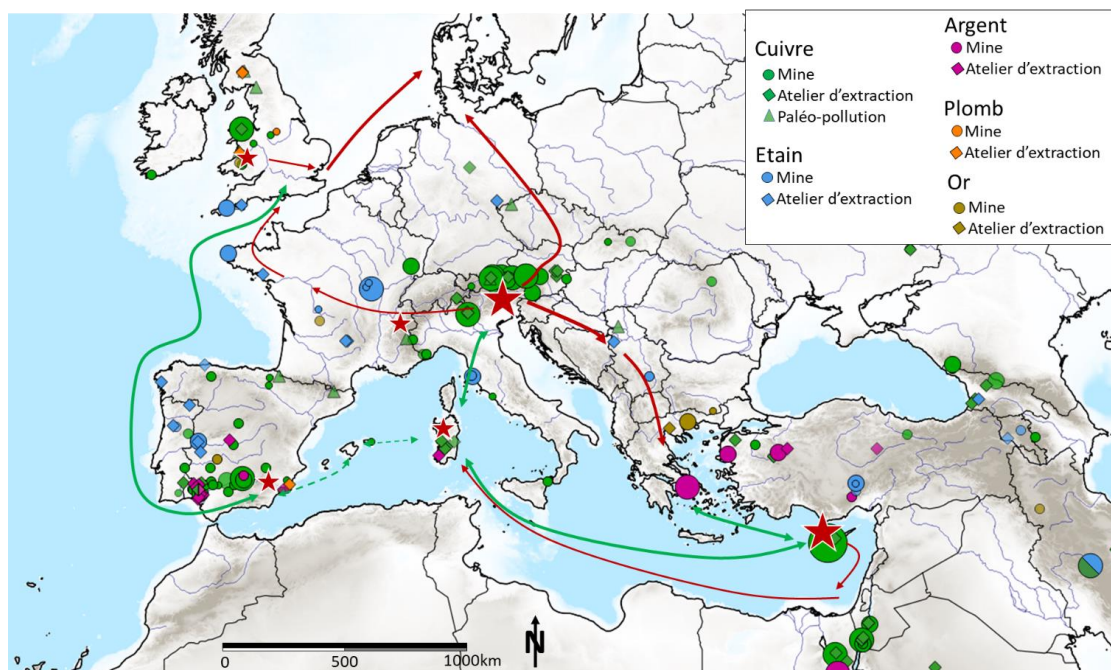 Cuivre
Mine
Atelier d'extraction
Paléo-pollution
Etain
Mine
Atelier d'extraction
Argent
Mine
Atelier d'extraction
Plomb
Mine
Atelier d'extraction
Or
Mine
Atelier d'extraction
0 500 1000km
N